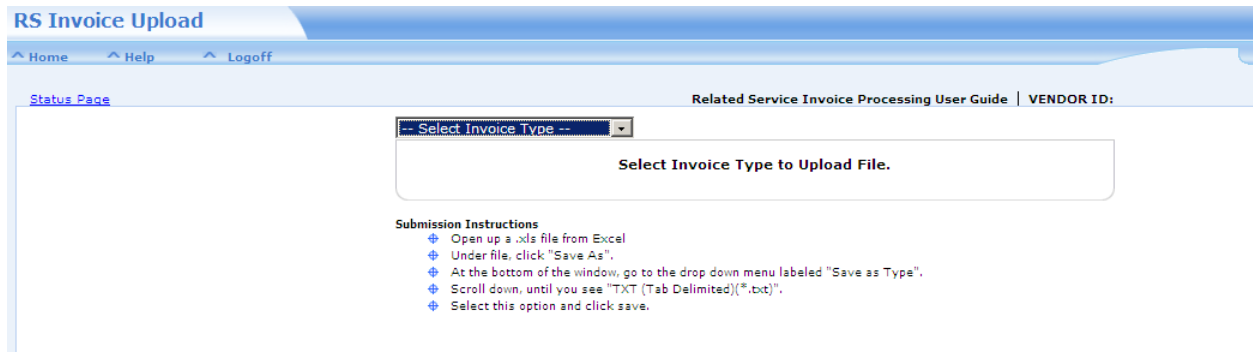 RS Invoice Upload
Home Help Logoff
Status Page Related Service Invoice Processing User Guide | VENDOR ID:
-- Select Invoice Type --
Select Invoice Type to Upload File.
Submission Instructions
Open up a .xls file from Excel
Under file, click "Save As".
At the bottom of the window, go to the drop down menu labeled "Save as Type".
Scroll down, until you see "TXT (Tab Delimited)(*.txt)".
Select this option and click save.